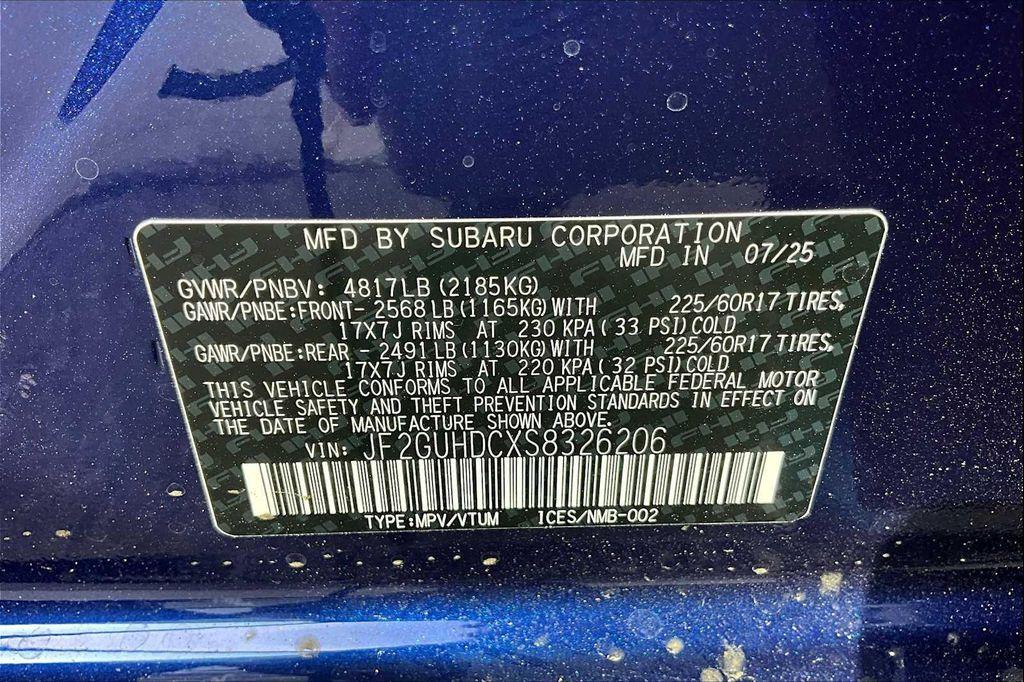 MFD BY SUBARU CORPORATION
MFD IN 07/25
GVWR/PNBV: 4817LB (2185KG)
GAWR/PNBE:FRONT- 2568 LB (1165KG) WITH 225/60R17 TIRES,
17X7J RIMS AT 230 KPA ( 33 PSI) COLD
GAWR/PNBE:REAR - 2491 LB (1130KG) WITH 225/60R17 TIRES,
17X7J RIMS AT 220 KPA ( 32 PSI) COLD
THIS VEHICLE CONFORMS TO ALL APPLICABLE FEDERAL MOTOR
VEHICLE SAFETY AND THEFT PREVENTION STANDARDS IN EFFECT ON
THE DATE OF MANUFACTURE SHOWN ABOVE.
VIN: JF2GUHDCXS8326206
TYPE:MPV/VTUM ICES/NMB-002